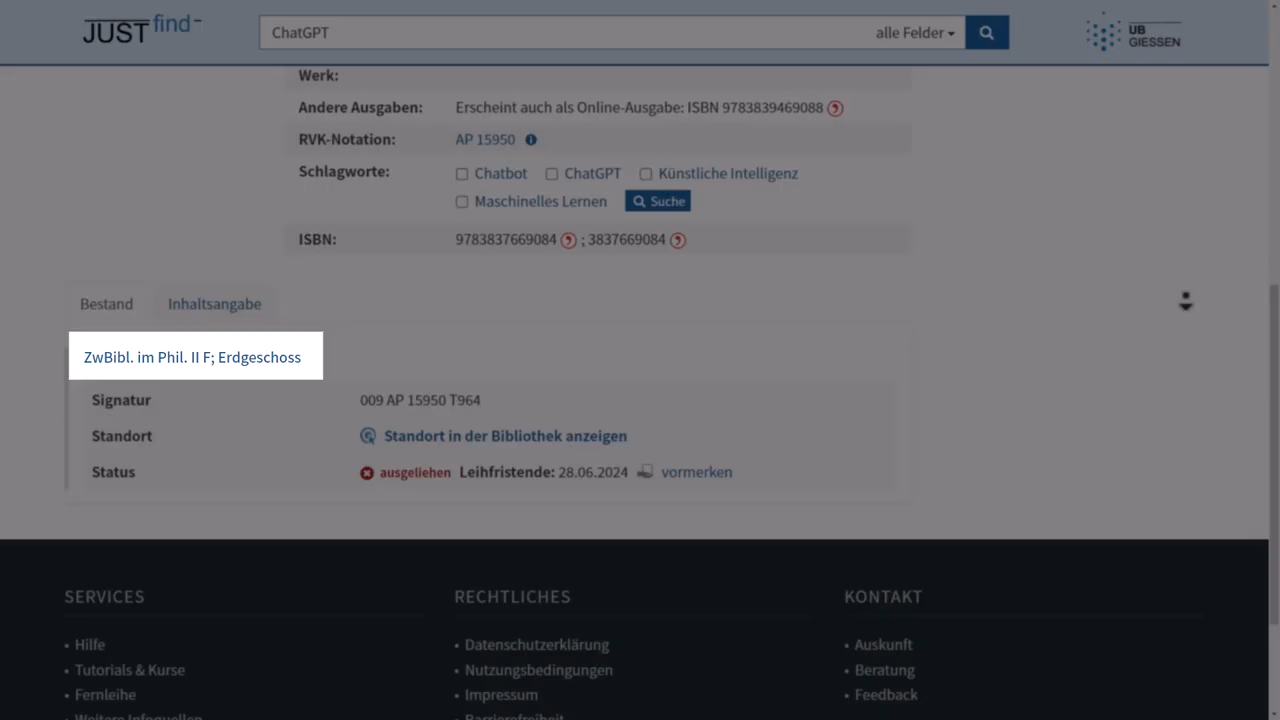 JUST find
ChatGPT
alle Felder
UB
GIESSEN
Werk:
Andere Ausgaben: Erscheint auch als Online-Ausgabe: ISBN 9783839469088
RVK-Notation: AP 15950
Schlagworte: Chatbot ChatGPT Künstliche Intelligenz
Maschinelles Lernen Suche
ISBN: 9783837669084 ; 3837669084
Bestand Inhaltsangabe
ZwBibl. im Phil. II F; Erdgeschoss
Signatur 009 AP 15950 T964
Standort Standort in der Bibliothek anzeigen
Status ausgeliehen Leihfristende: 28.06.2024 vormerken
SERVICES
• Hilfe
• Tutorials & Kurse
• Fernleihe
• Weitere Infoquellen
RECHTLICHES
• Datenschutzerklärung
• Nutzungsbedingungen
• Impressum
• Barrierefreiheit
KONTAKT
• Auskunft
• Beratung
• Feedback